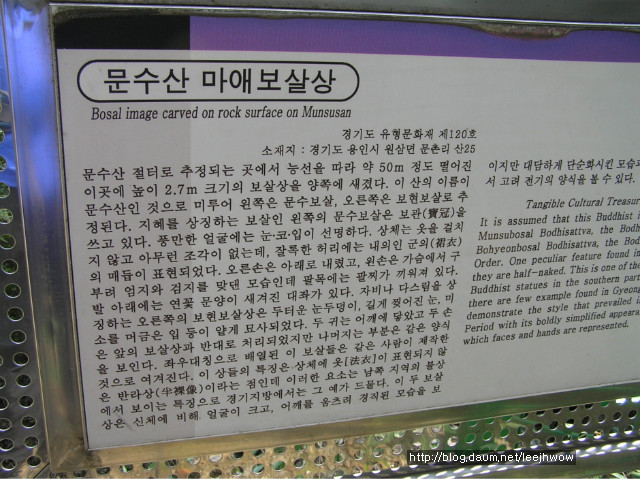 문수산 마애보살상
Bosal image carved on rock surface on Munsusan
경기도 유형문화재 제120호
소재지 : 경기도 용인시 원삼면 문촌리 산25
문수산 절터로 추정되는 곳에서 능선을 따라 약 50m 정도 떨어진
이곳에 높이 2.7m 크기의 보살상을 양쪽에 새겼다. 이 산의 이름이
문수산인 것으로 미루어 왼쪽은 문수보살, 오른쪽은 보현보살로 추
정된다. 지혜를 상징하는 보살인 왼쪽의 문수보살은 보관(寶冠)을
쓰고 있다. 풍만한 얼굴에는 눈·코·입이 선명하다. 상체는 옷을 걸치
지 않고 아무런 조각이 없는데, 잘록한 허리에는 내의인 군의(裙衣)
의 매듭이 표현되었다. 오른손은 아래로 내렸고, 왼손은 가슴에서 구
부려 엄지와 검지를 맞댄 모습인데 팔목에는 팔찌가 끼워져 있다.
발 아래에는 연꽃 문양이 새겨진 대좌가 있다. 자비나 다스림을 상
징하는 오른쪽의 보현보살상은 두터운 눈두덩이, 길게 찢어진 눈, 미
소를 머금은 입 등이 얕게 묘사되었다. 두 귀는 어깨에 닿았고 두 손
은 앞의 보살상과 반대로 처리되었지만 나머지는 부분은 같은 양식
을 보인다. 좌우대칭으로 배열된 이 보살들은 같은 사람이 제작한
것으로 여겨진다. 이 상들의 특징은 상체에 옷[法衣]이 표현되지 않
은 반라상(半裸像)이라는 점인데 이러한 요소는 남쪽 지역의 불상
에서 보이는 특징으로 경기지방에서는 그 예가 드물다. 이 두 보살
상은 신체에 비해 얼굴이 크고, 어깨를 움츠려 경직된 모습을 보
이지만 대담하게 단순화시킨 모습과
서 고려 전기의 양식을 볼 수 있다.
Tangible Cultural Treasur
It is assumed that this Buddhist i
Munsubosal Bodhisattva, the Bodh
Bohyeonbosal Bodhisattva, the Bod
Order. One peculiar feature found in
they are half-naked. This is one of the
Buddhist statues in the southern part
there are few example found in Gyeong
demonstrate the style that prevailed
Period with its boldly simplified appeara
which faces and hands are represented.
http://blog.daum.net/leejhwow